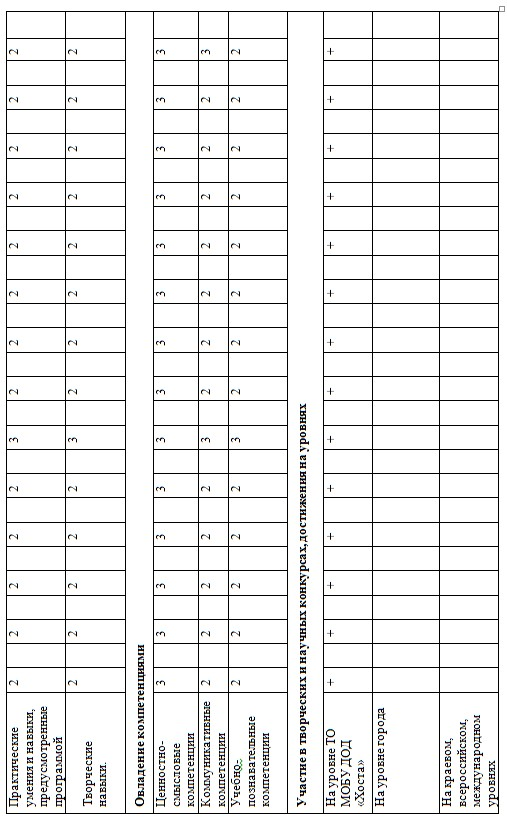 Практические 2 2 2 2 2 3 2 2 2 2 2 2 2 2
умения и навыки,
предусмотренные
программой
Творческие 2 2 2 2 2 3 2 2 2 2 2 2 2 2
навыки.
Овладение компетенциями
Ценностно- 3 3 3 3 3 3 3 3 3 3 3 3 3 3
смысловые
компетенции
Коммуникативные 2 2 2 2 2 3 2 2 2 2 2 2 2 3
компетенции
Учебно- 2 2 2 2 2 3 2 2 2 2 2 2 2 2
познавательные
компетенции
Участие в творческих и научных конкурсах, достижения на уровнях
На уровне ТО + + + + + + + + + + + + + +
МОБУ ДОД
«Хоста»
На уровне города
На краевом,
всероссийском,
международном
уровнях